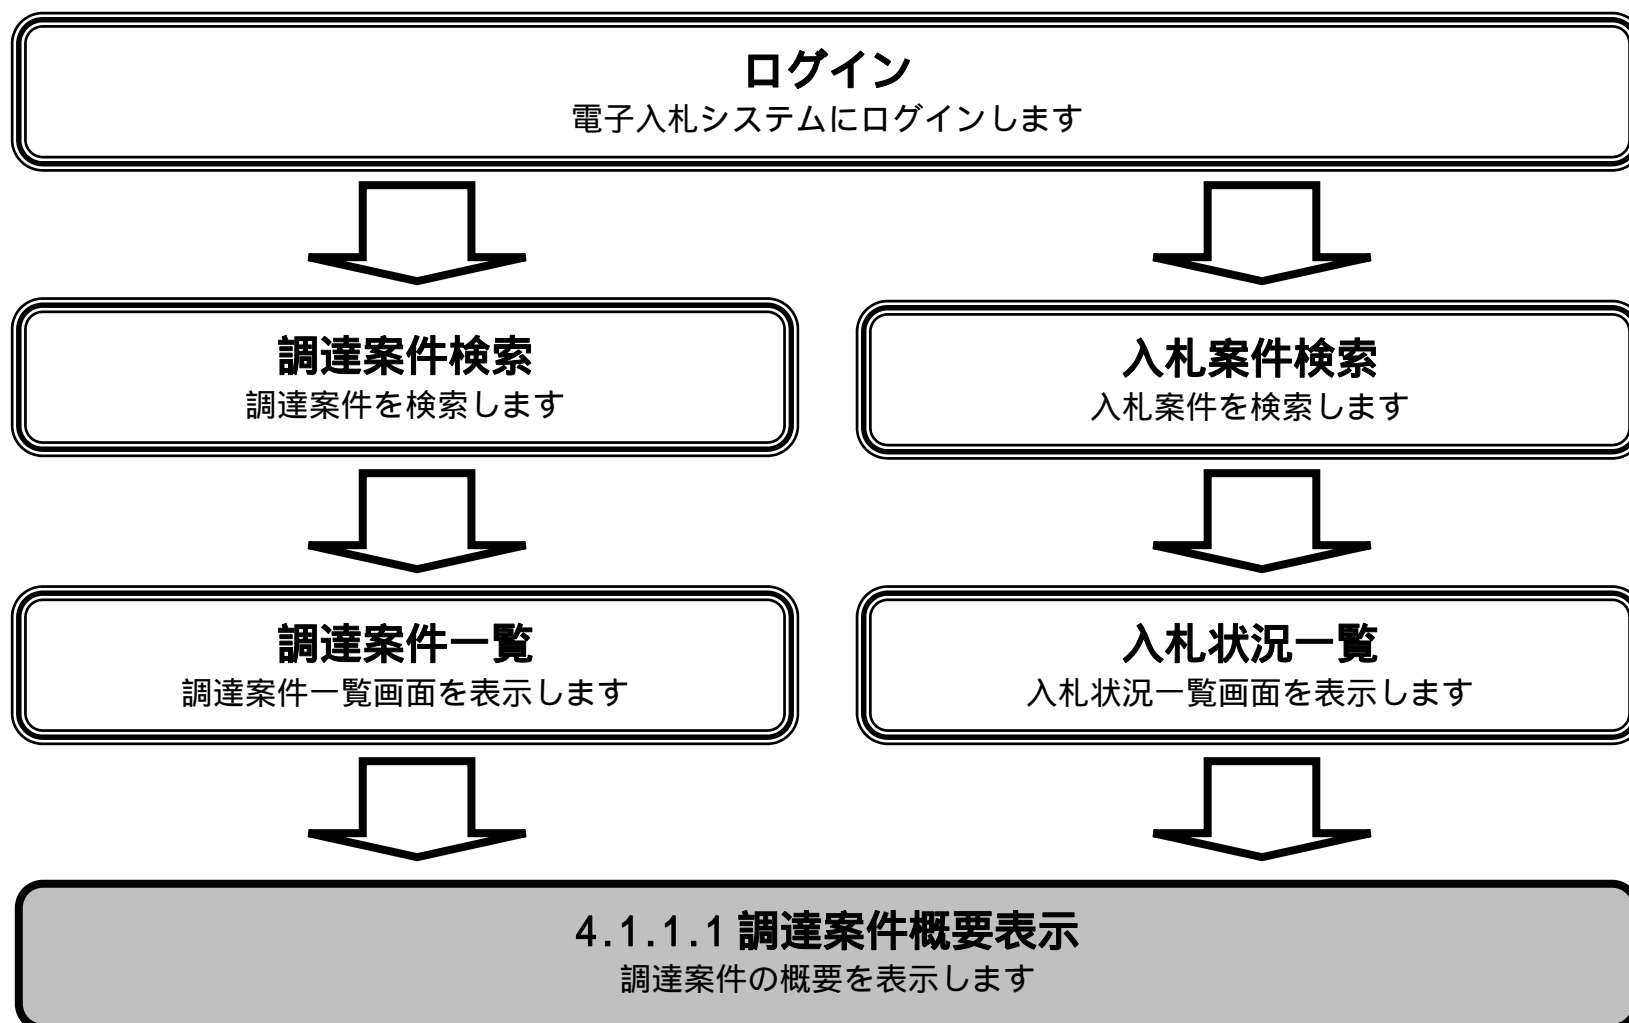 ログイン
電子入札システムにログインします
調達案件検索
調達案件を検索します
入札案件検索
入札案件を検索します
調達案件一覧
調達案件一覧画面を表示します
入札状況一覧
入札状況一覧画面を表示します
4.1.1.1 調達案件概要表示
調達案件の概要を表示します